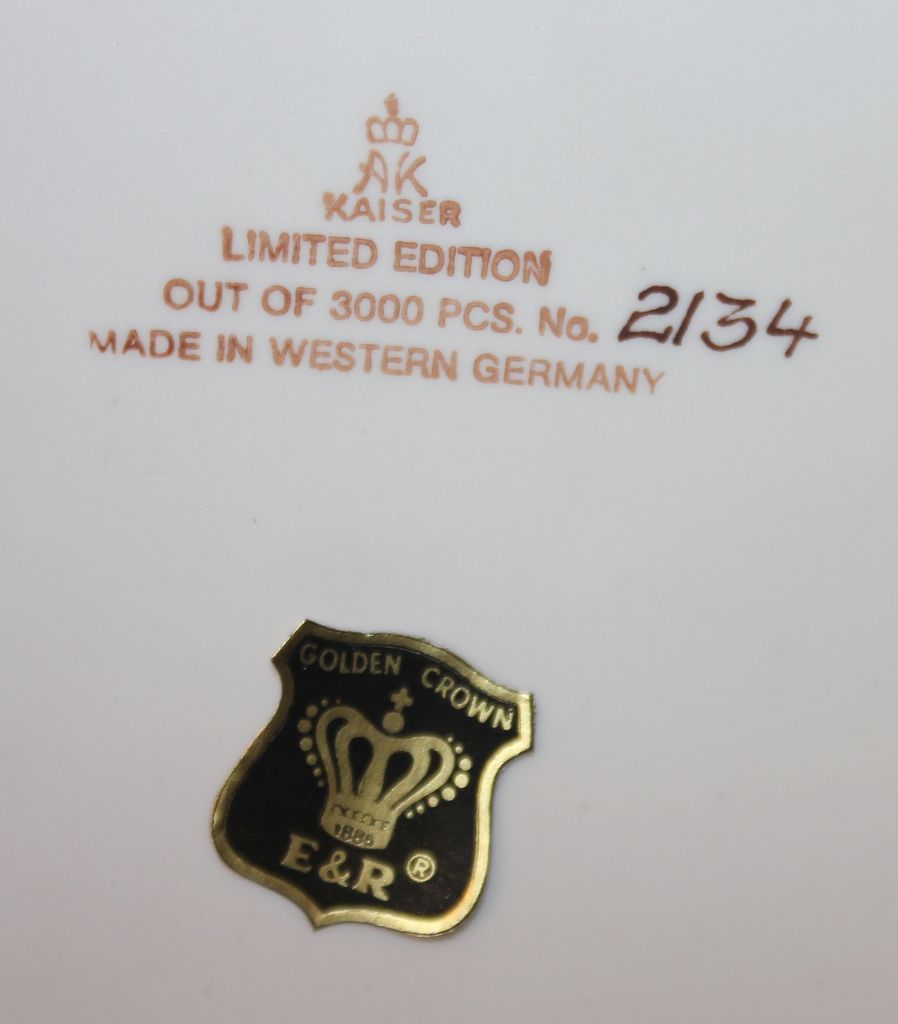 AK
KAISER
LIMITED EDITION
OUT OF 3000 PCS. No. 2134
MADE IN WESTERN GERMANY
GOLDEN CROWN
1886
E&R®